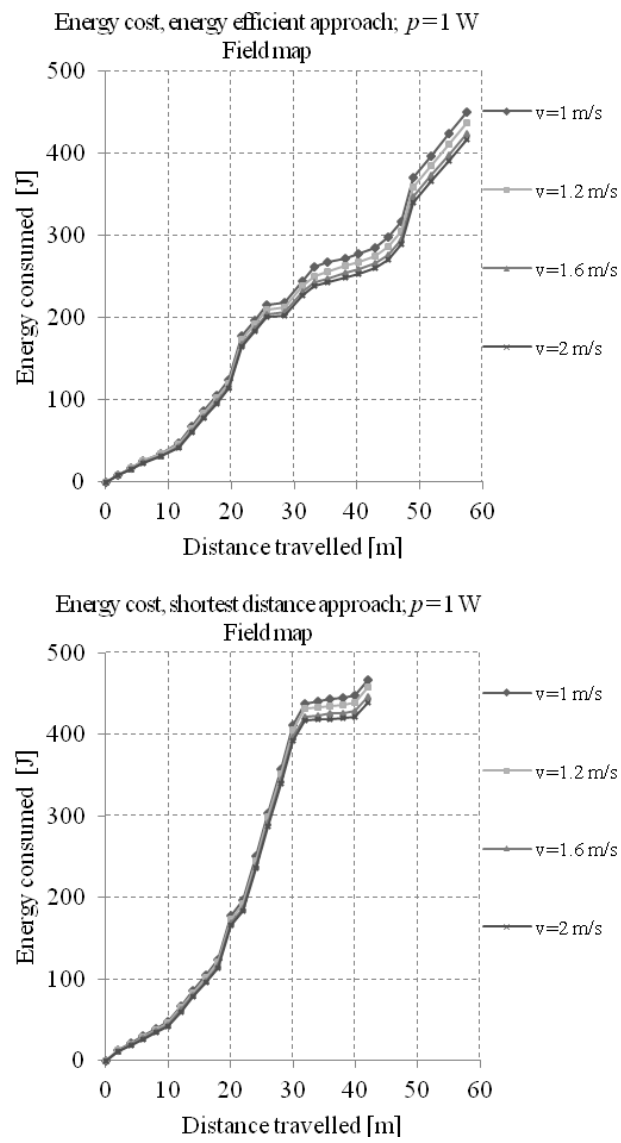 Energy cost, energy efficient approach; p = 1 W
Field map
500
400
300
200
100
0
0 10 20 30 40 50 60
Energy consumed [J]
Distance travelled [m]
v=1 m/s
v=1.2 m/s
v=1.6 m/s
v=2 m/s
Energy cost, shortest distance approach; p = 1 W
Field map
500
400
300
200
100
0
0 10 20 30 40 50 60
Energy consumed [J]
Distance travelled [m]
v=1 m/s
v=1.2 m/s
v=1.6 m/s
v=2 m/s